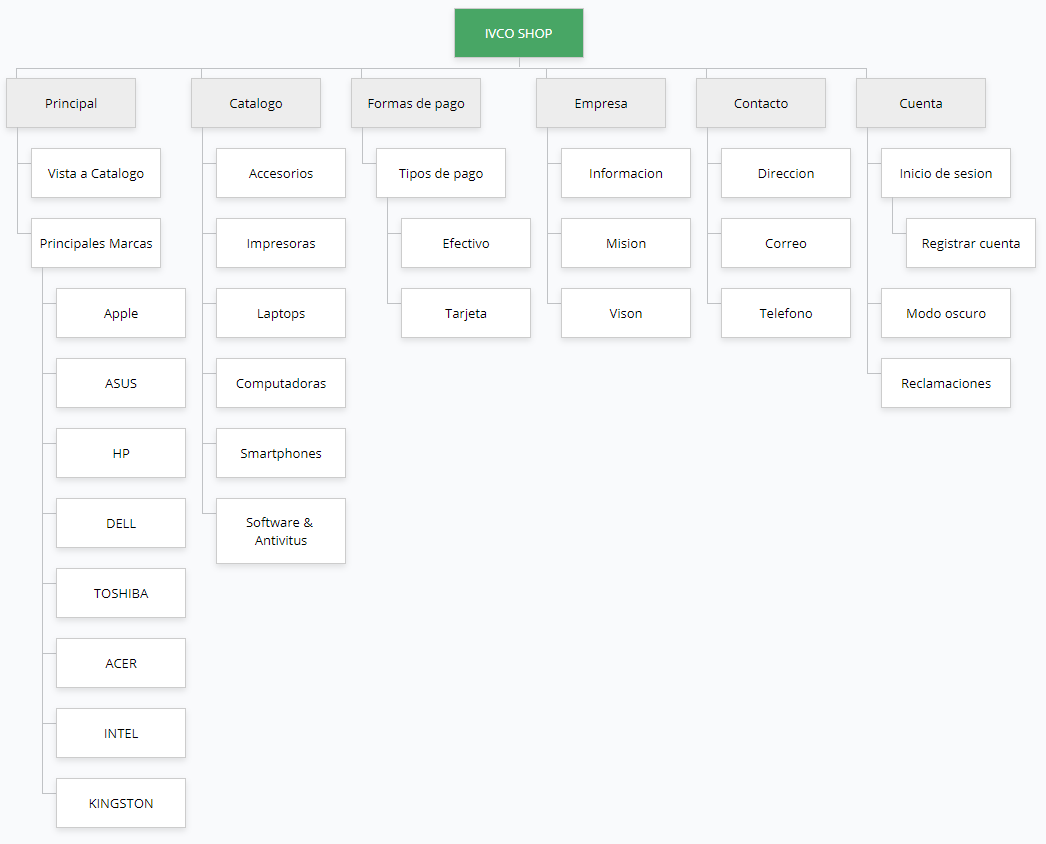 IVCO SHOP
Principal
Vista a Catalogo
Principales Marcas
Apple
ASUS
HP
DELL
TOSHIBA
ACER
INTEL
KINGSTON
Catalogo
Accesorios
Impresoras
Laptops
Computadoras
Smartphones
Software &
Antivitus
Formas de pago
Tipos de pago
Efectivo
Tarjeta
Empresa
Informacion
Mision
Vison
Contacto
Direccion
Correo
Telefono
Cuenta
Inicio de sesion
Registrar cuenta
Modo oscuro
Reclamaciones